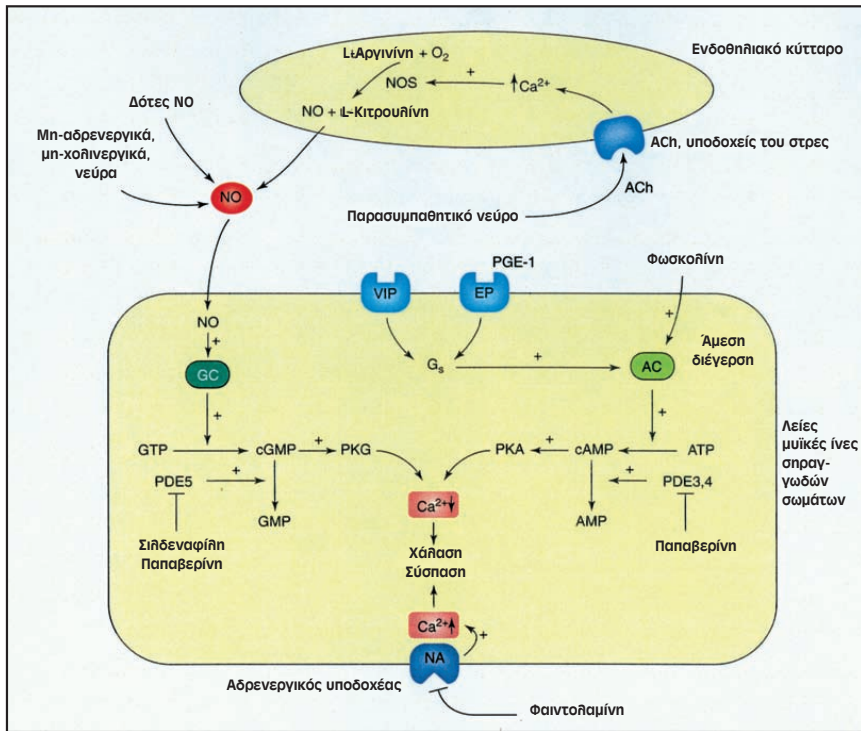 Ενδοθηλιακό κύτταρο
L-Αργινίνη + O₂
NOS
+
↑Ca²⁺
NO + L-Κιτρουλίνη
Δότες NO
Μη-αδρενεργικά,
μη-χολινεργικά,
νεύρα
NO
ACh, υποδοχείς του στρες
ACh
Παρασυμπαθητικό νεύρο
PGE-1
Φωσκολίνη
VIP
EP
NO
+
+
GC
Gₛ
+
AC
Άμεση
διέγερση
+
+
GTP
cGMP
+
PKG
PKA
+
cAMP
ATP
Λείες
μυϊκές ίνες
σηραγ-
γωδών
σωμάτων
PDE5
+
+
PDE3,4
Ca²⁺↓
GMP
AMP
Σιλδεναφίλη
Παπαβερίνη
Παπαβερίνη
Χάλαση
Σύσπαση
Ca²⁺↑
+
NA
Αδρενεργικός υποδοχέας
Φαιντολαμίνη